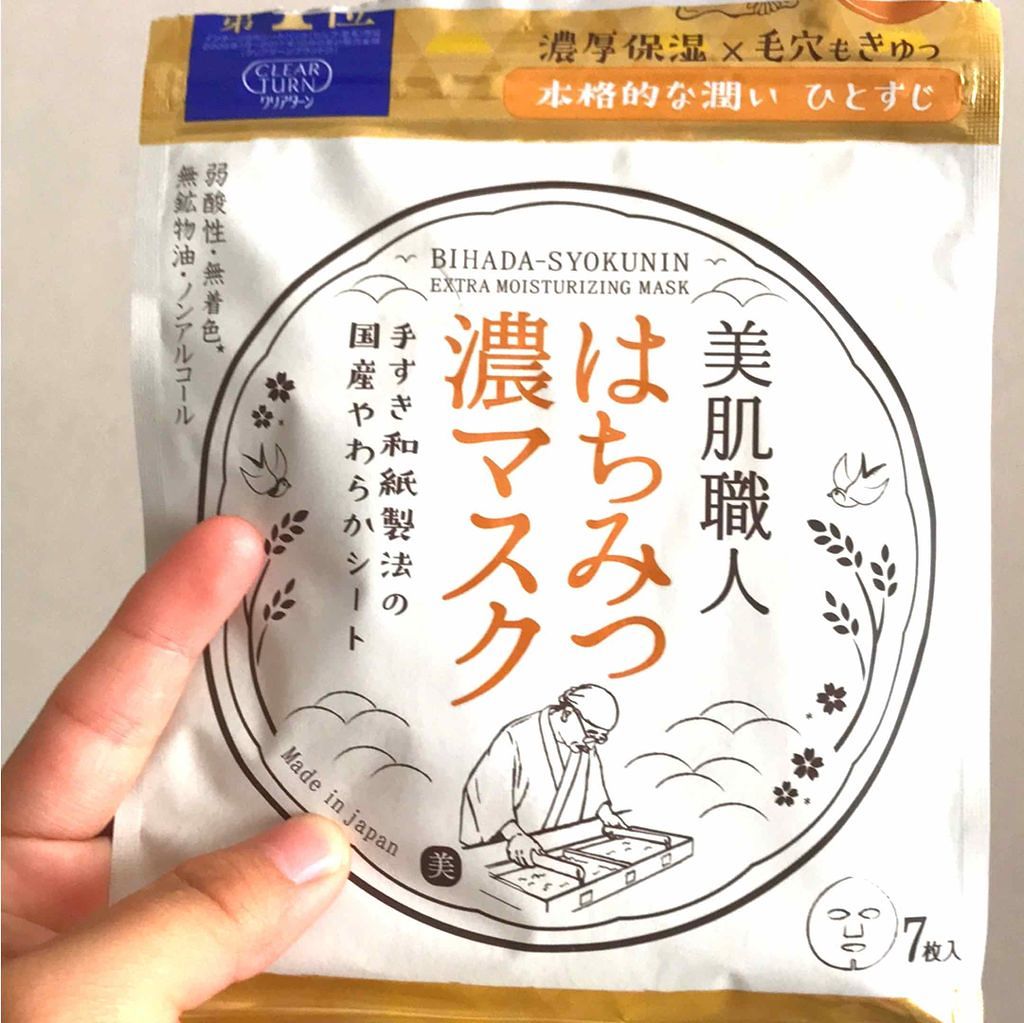 第1位
CLEAR
TURN
クリアターン
濃厚保湿×毛穴もきゅっ
本格的な潤い ひとすじ
弱酸性・無着色*
無鉱物油・ノンアルコール
BIHADA-SYOKUNIN
EXTRA MOISTURIZING MASK
美肌職人
はちみつ
濃マスク
手すき和紙製法の
国産やわらかシート
Made in japan
美
7枚入